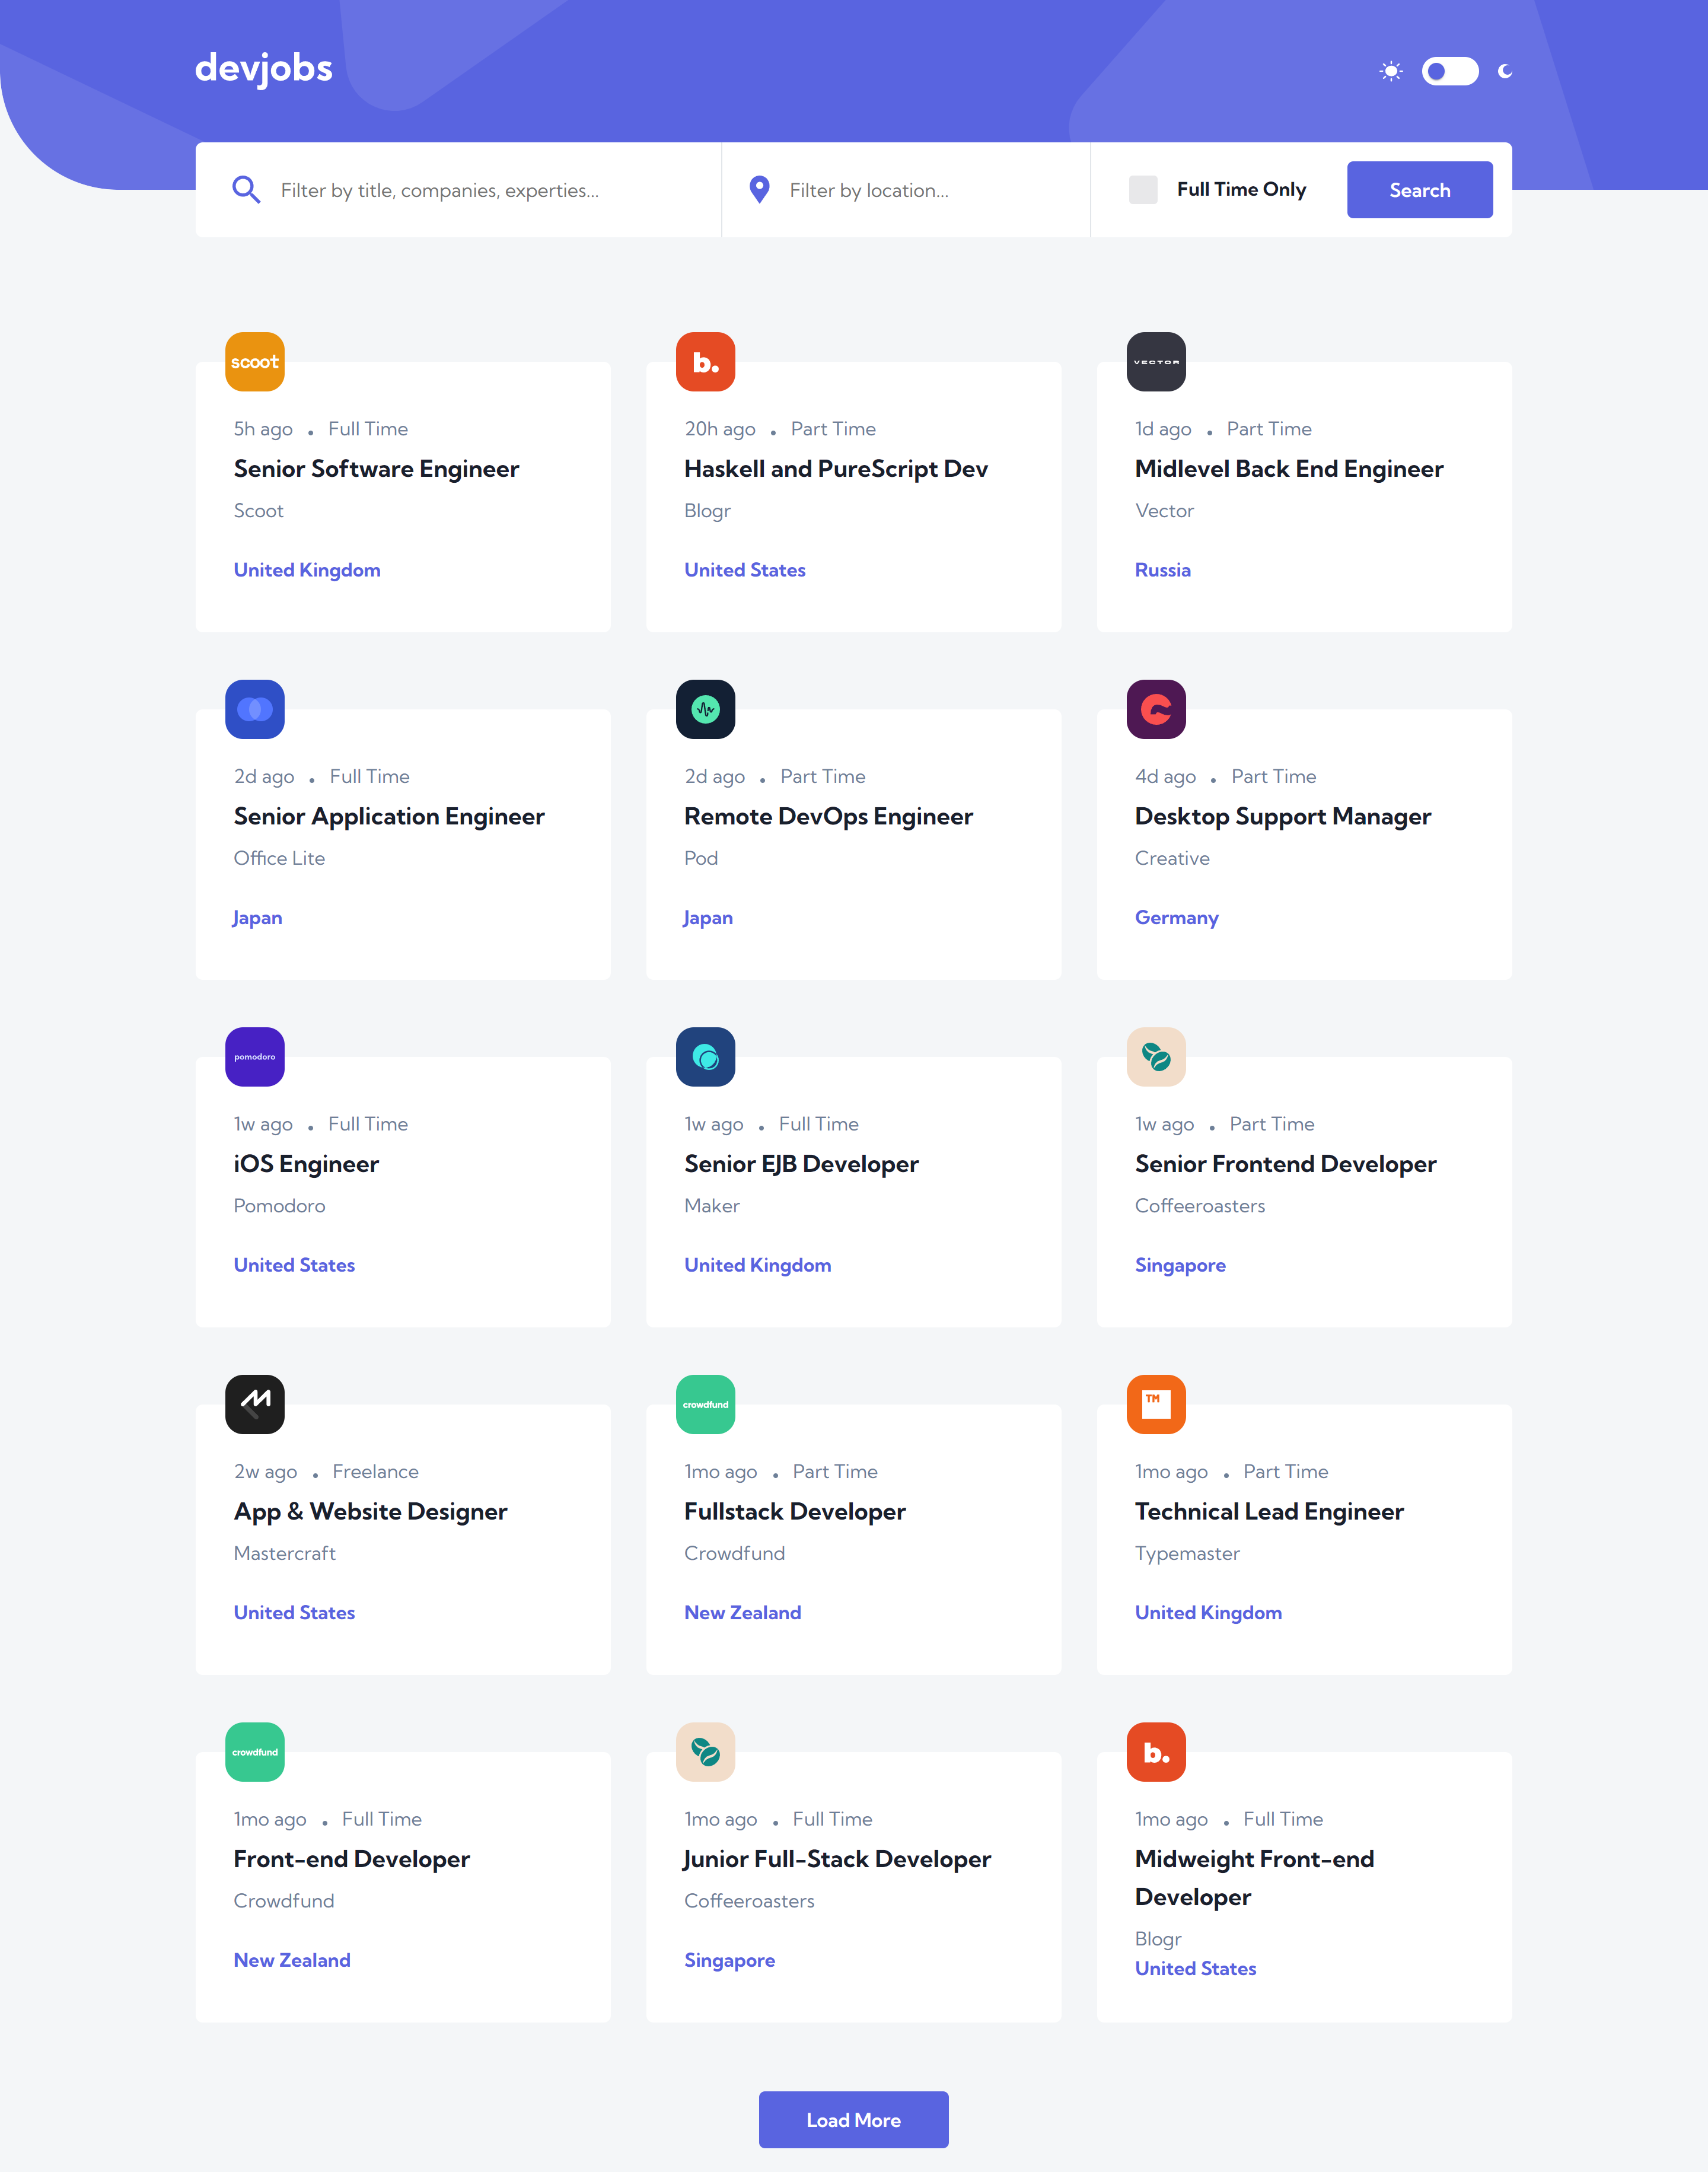 devjobs
Filter by title, companies, experties...
Filter by location...
Full Time Only
Search
scoot
5h ago . Full Time
Senior Software Engineer
Scoot
United Kingdom
b.
20h ago . Part Time
Haskell and PureScript Dev
Blogr
United States
VECTOR
1d ago . Part Time
Midlevel Back End Engineer
Vector
Russia
2d ago . Full Time
Senior Application Engineer
Office Lite
Japan
2d ago . Part Time
Remote DevOps Engineer
Pod
Japan
4d ago . Part Time
Desktop Support Manager
Creative
Germany
pomodoro
1w ago . Full Time
iOS Engineer
Pomodoro
United States
1w ago . Full Time
Senior EJB Developer
Maker
United Kingdom
1w ago . Part Time
Senior Frontend Developer
Coffeeroasters
Singapore
2w ago . Freelance
App & Website Designer
Mastercraft
United States
crowdfund
1mo ago . Part Time
Fullstack Developer
Crowdfund
New Zealand
TM
1mo ago . Part Time
Technical Lead Engineer
Typemaster
United Kingdom
crowdfund
1mo ago . Full Time
Front-end Developer
Crowdfund
New Zealand
1mo ago . Full Time
Junior Full-Stack Developer
Coffeeroasters
Singapore
b.
1mo ago . Full Time
Midweight Front-end
Developer
Blogr
United States
Load More